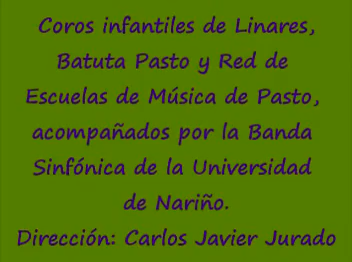 Coros infantiles de Linares,
Batuta Pasto y Red de
Escuelas de Música de Pasto,
acompañados por la Banda
Sinfónica de la Universidad
de Nariño.
Dirección: Carlos Javier Jurado